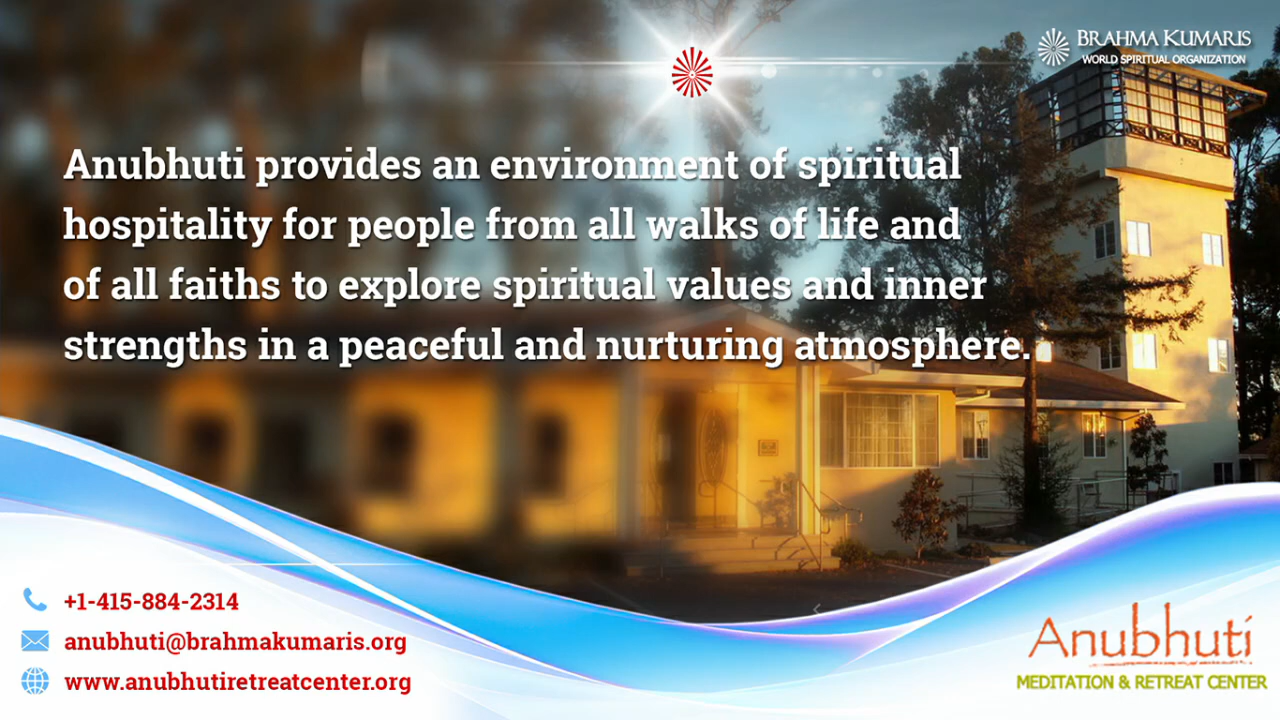 BRAHMA KUMARIS
WORLD SPIRITUAL ORGANIZATION
Anubhuti provides an environment of spiritual
hospitality for people from all walks of life and
of all faiths to explore spiritual values and inner
strengths in a peaceful and nurturing atmosphere.
+1-415-884-2314
anubhuti@brahmakumaris.org
www.anubhutiretreatcenter.org
Anubhuti
MEDITATION & RETREAT CENTER